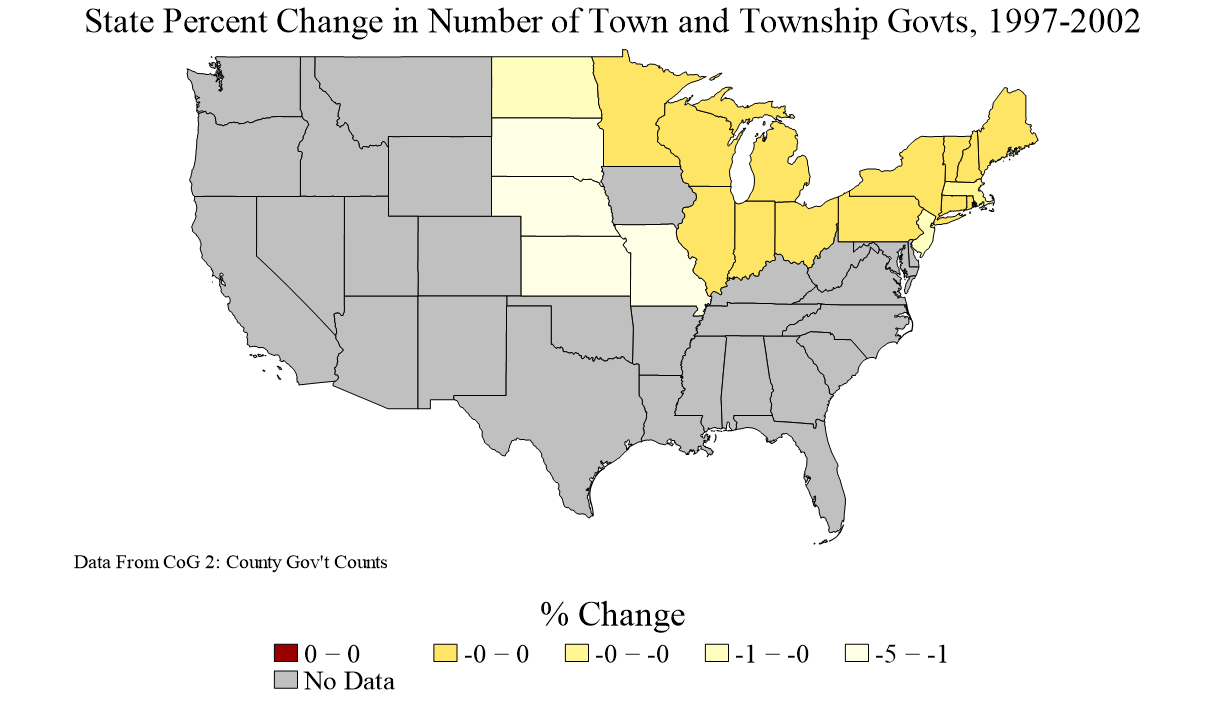 State Percent Change in Number of Town and Township Govts, 1997-2002
Data From CoG 2: County Gov't Counts
% Change
0 – 0
-0 – 0
-0 – -0
-1 – -0
-5 – -1
No Data